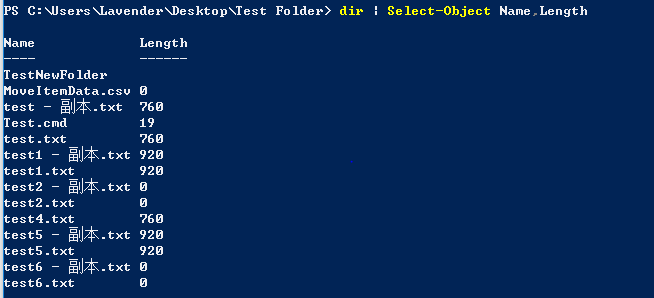 PS C:\Users\Lavender\Desktop\Test Folder> dir | Select-Object Name,Length
Name Length
---- ------
TestNewFolder
MoveItemData.csv 0
test - 副本.txt 760
Test.cmd 19
test.txt 760
test1 - 副本.txt 920
test1.txt 920
test2 - 副本.txt 0
test2.txt 0
test4.txt 760
test5 - 副本.txt 920
test5.txt 920
test6 - 副本.txt 0
test6.txt 0